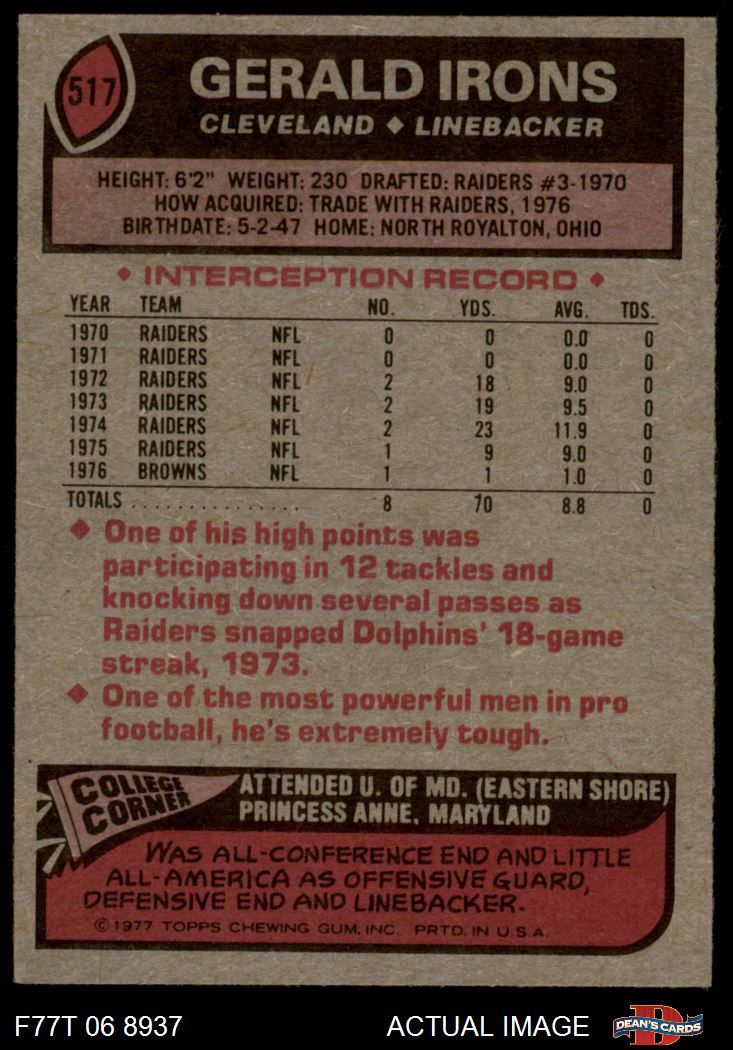 517
GERALD IRONS
CLEVELAND ♦ LINEBACKER
HEIGHT: 6'2" WEIGHT: 230 DRAFTED: RAIDERS #3-1970
HOW ACQUIRED: TRADE WITH RAIDERS, 1976
BIRTHDATE: 5-2-47 HOME: NORTH ROYALTON, OHIO
♦ INTERCEPTION RECORD ♦
YEAR TEAM NO. YDS. AVG. TDS.
1970 RAIDERS NFL 0 0 0.0 0
1971 RAIDERS NFL 0 0 0.0 0
1972 RAIDERS NFL 2 18 9.0 0
1973 RAIDERS NFL 2 19 9.5 0
1974 RAIDERS NFL 2 23 11.9 0
1975 RAIDERS NFL 1 9 9.0 0
1976 BROWNS NFL 1 1 1.0 0
TOTALS . . . . . . . . . . . . . . . 8 70 8.8 0
♦ One of his high points was
participating in 12 tackles and
knocking down several passes as
Raiders snapped Dolphins' 18-game
streak, 1973.
♦ One of the most powerful men in pro
football, he's extremely tough.
COLLEGE
CORNER
ATTENDED U. OF MD. (EASTERN SHORE)
PRINCESS ANNE, MARYLAND
WAS ALL-CONFERENCE END AND LITTLE
ALL-AMERICA AS OFFENSIVE GUARD,
DEFENSIVE END AND LINEBACKER.
© 1977 TOPPS CHEWING GUM, INC. PRTD. IN U.S.A.
F77T 06 8937 ACTUAL IMAGE
D
DEAN'S CARDS